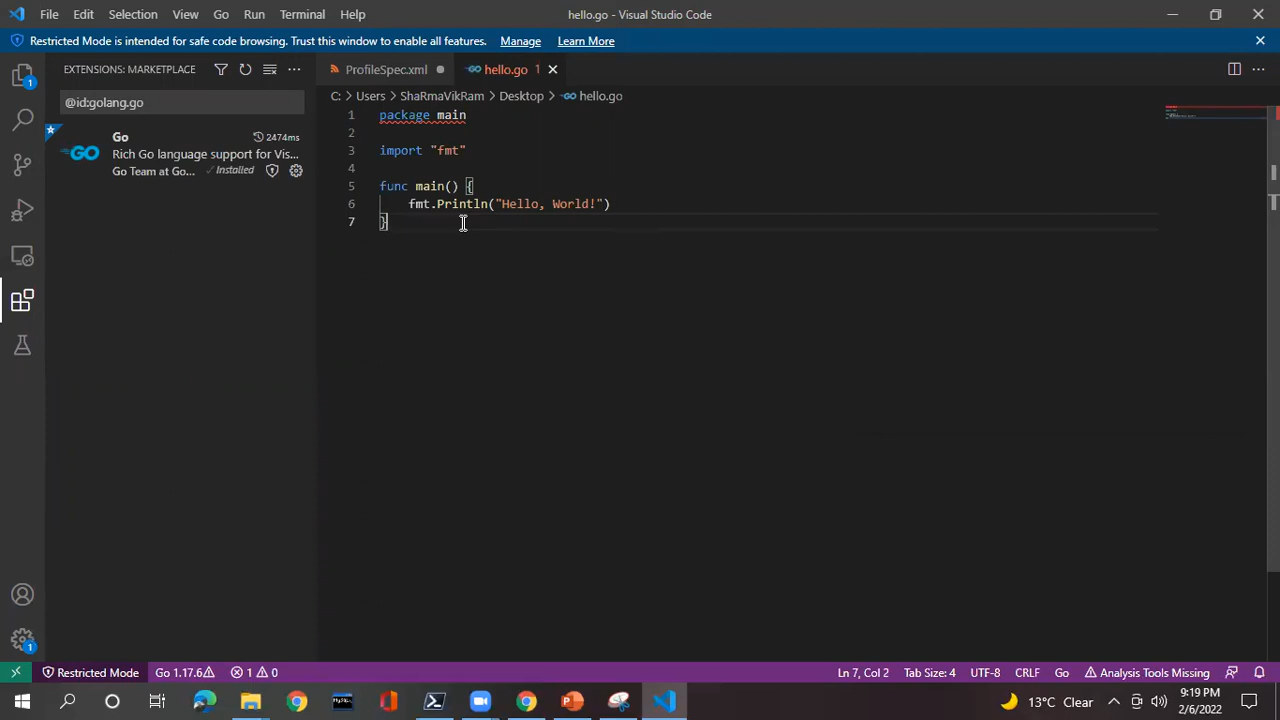 File Edit Selection View Go Run Terminal Help hello.go - Visual Studio Code
Restricted Mode is intended for safe code browsing. Trust this window to enable all features. Manage Learn More
EXTENSIONS: MARKETPLACE
ProfileSpec.xml hello.go 1
@id:golang.go
C: > Users > ShaRmaVikRam > Desktop > hello.go
Go 2474ms
Rich Go language support for Vis...
Go Team at Go... Installed
GO
1 package main
2
3 import "fmt"
4
5 func main() {
6 fmt.Println("Hello, World!")
7 }
1
1
Restricted Mode Go 1.17.6 1 0 Ln 7, Col 2 Tab Size: 4 UTF-8 CRLF Go Analysis Tools Missing
13°C Clear
9:19 PM
2/6/2022